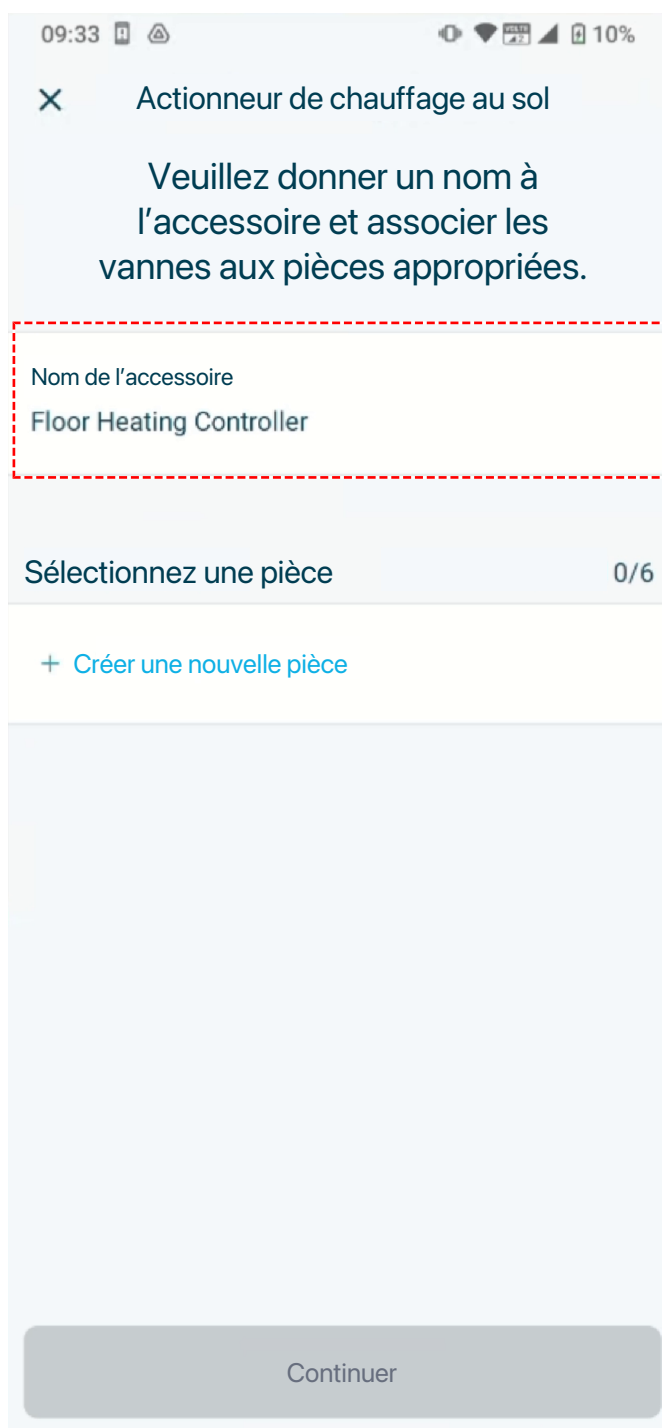 09:33
10%
Actionneur de chauffage au sol
Veuillez donner un nom à
l’accessoire et associer les
vannes aux pièces appropriées.
Nom de l’accessoire
Floor Heating Controller
Sélectionnez une pièce 0/6
+ Créer une nouvelle pièce
Continuer